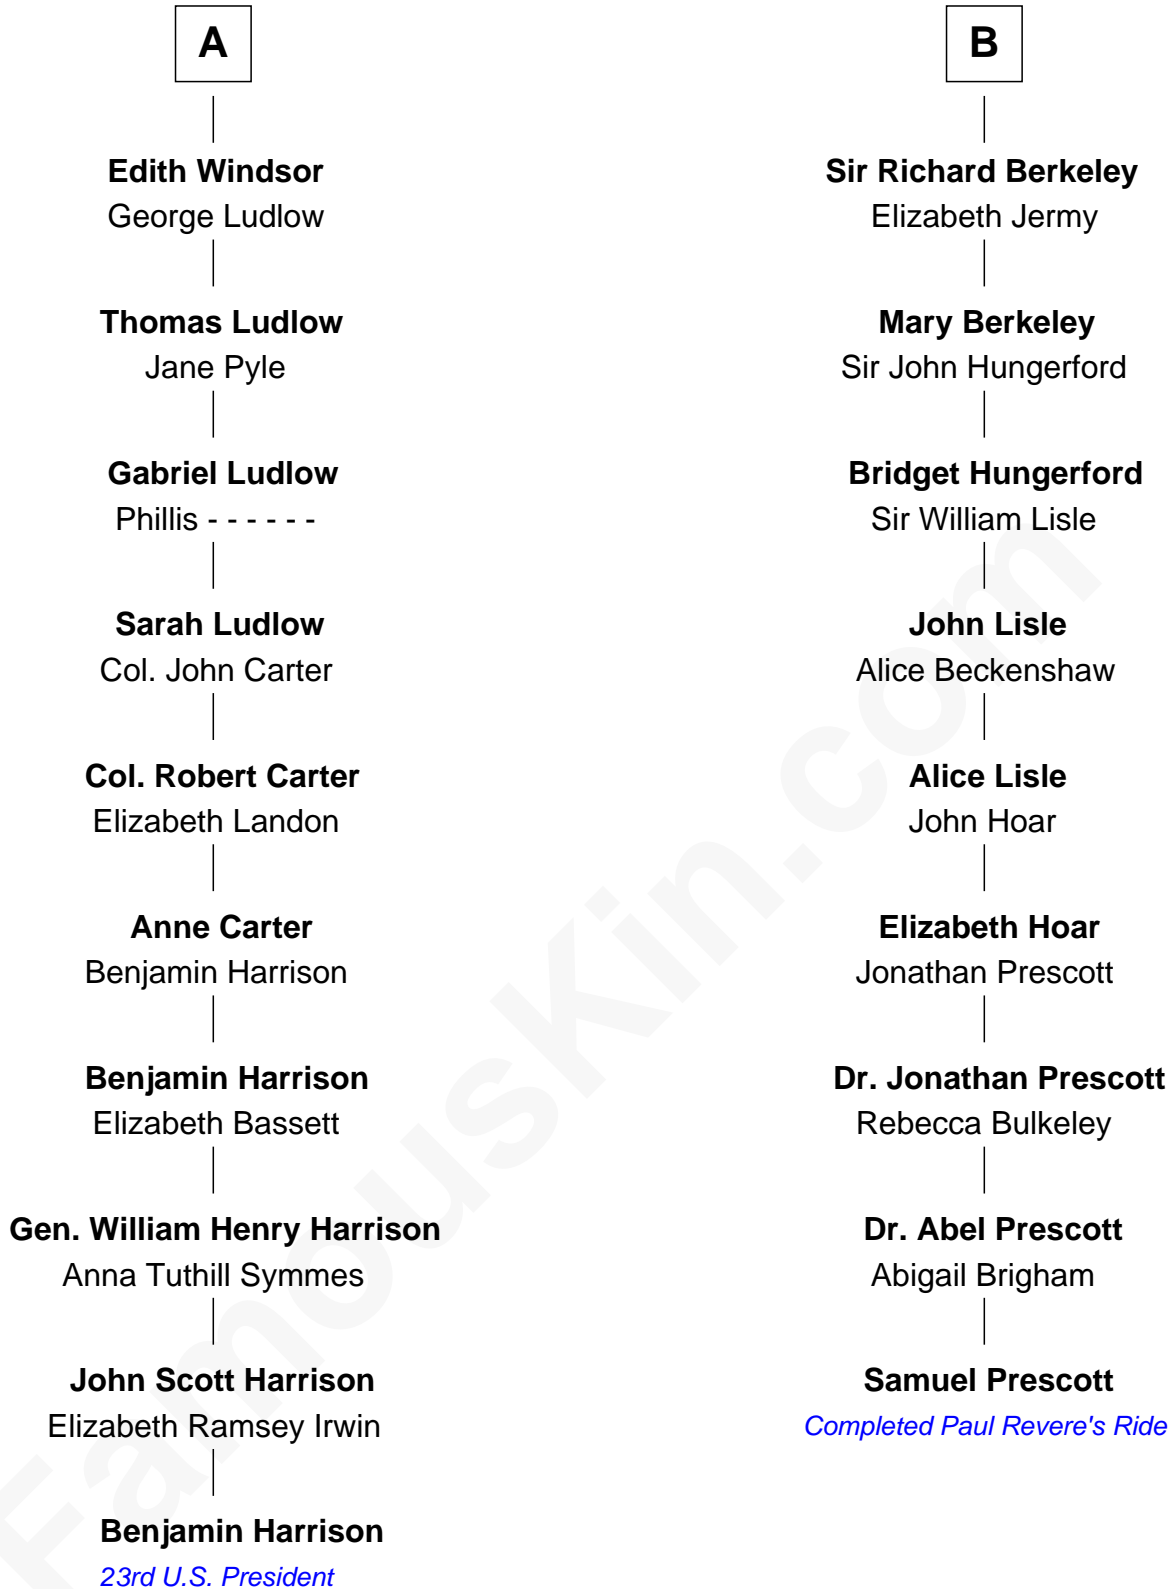 A
Edith Windsor
George Ludlow
Thomas Ludlow
Jane Pyle
Gabriel Ludlow
Phillis - - - - - -
Sarah Ludlow
Col. John Carter
Col. Robert Carter
Elizabeth Landon
Anne Carter
Benjamin Harrison
Benjamin Harrison
Elizabeth Bassett
Gen. William Henry Harrison
Anna Tuthill Symmes
John Scott Harrison
Elizabeth Ramsey Irwin
Benjamin Harrison
23rd U.S. President
B
Sir Richard Berkeley
Elizabeth Jermy
Mary Berkeley
Sir John Hungerford
Bridget Hungerford
Sir William Lisle
John Lisle
Alice Beckenshaw
Alice Lisle
John Hoar
Elizabeth Hoar
Jonathan Prescott
Dr. Jonathan Prescott
Rebecca Bulkeley
Dr. Abel Prescott
Abigail Brigham
Samuel Prescott
Completed Paul Revere's Ride
FamousKin.com